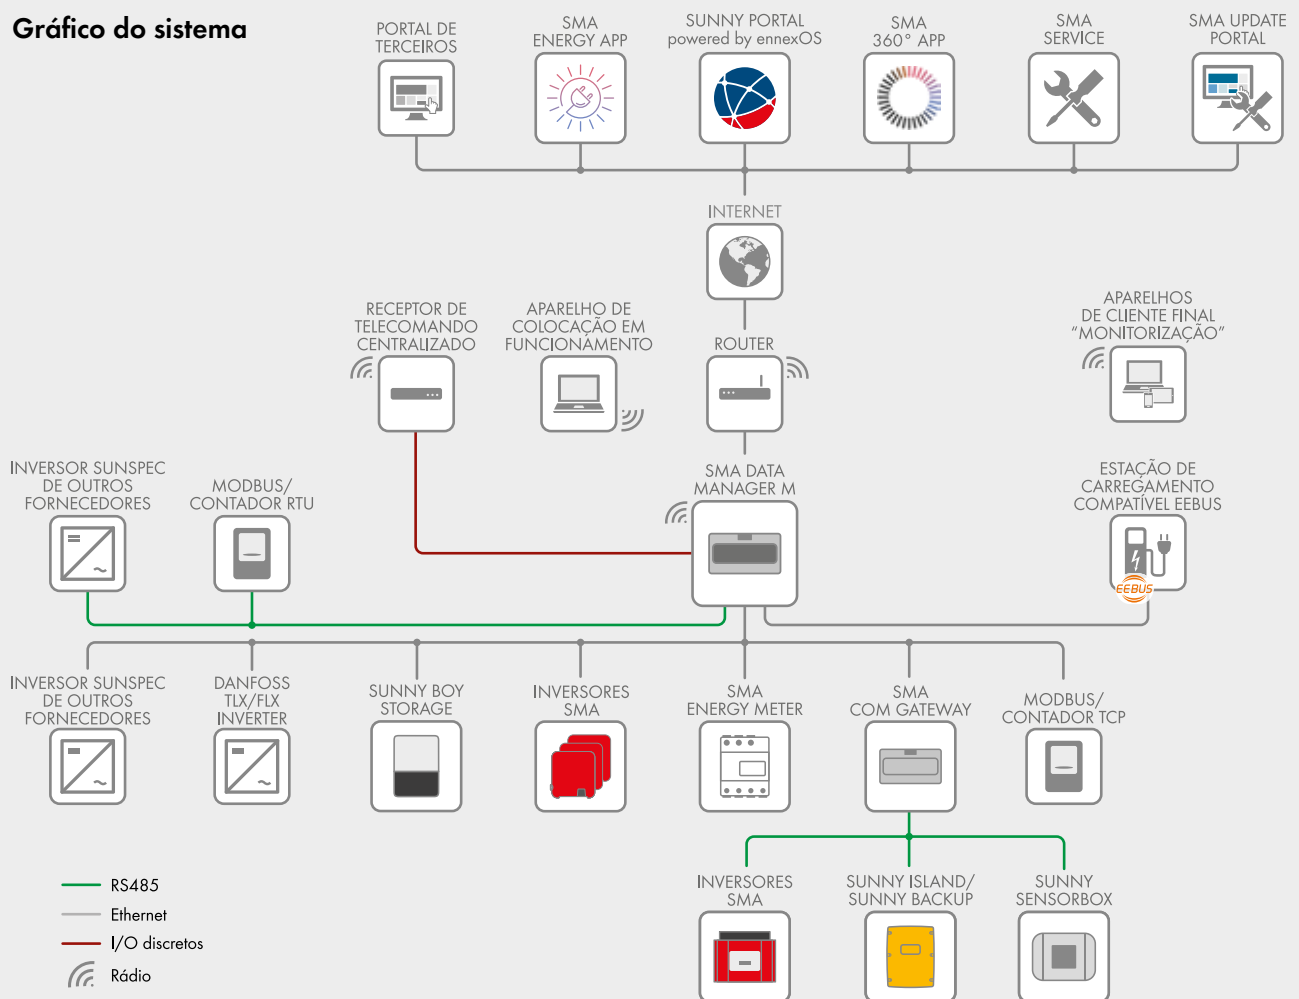 Gráfico do sistema
PORTAL DE
TERCEIROS
SMA
ENERGY APP
SUNNY PORTAL
powered by ennexOS
SMA
360° APP
SMA
SERVICE
SMA UPDATE
PORTAL
INTERNET
RECEPTOR DE
TELECOMANDO
CENTRALIZADO
APARELHO DE
COLOCAÇÃO EM
FUNCIONAMENTO
ROUTER
APARELHOS
DE CLIENTE FINAL
“MONITORIZAÇÃO”
INVERSOR SUNSPEC
DE OUTROS
FORNECEDORES
MODBUS/
CONTADOR RTU
SMA DATA
MANAGER M
ESTAÇÃO DE
CARREGAMENTO
COMPATÍVEL EEBUS
EEBUS
INVERSOR SUNSPEC
DE OUTROS
FORNECEDORES
DANFOSS
TLX/FLX
INVERTER
SUNNY BOY
STORAGE
INVERSORES
SMA
SMA
ENERGY METER
SMA
COM GATEWAY
MODBUS/
CONTADOR TCP
INVERSORES
SMA
SUNNY ISLAND/
SUNNY BACKUP
SUNNY
SENSORBOX
RS485
Ethernet
I/O discretos
Rádio